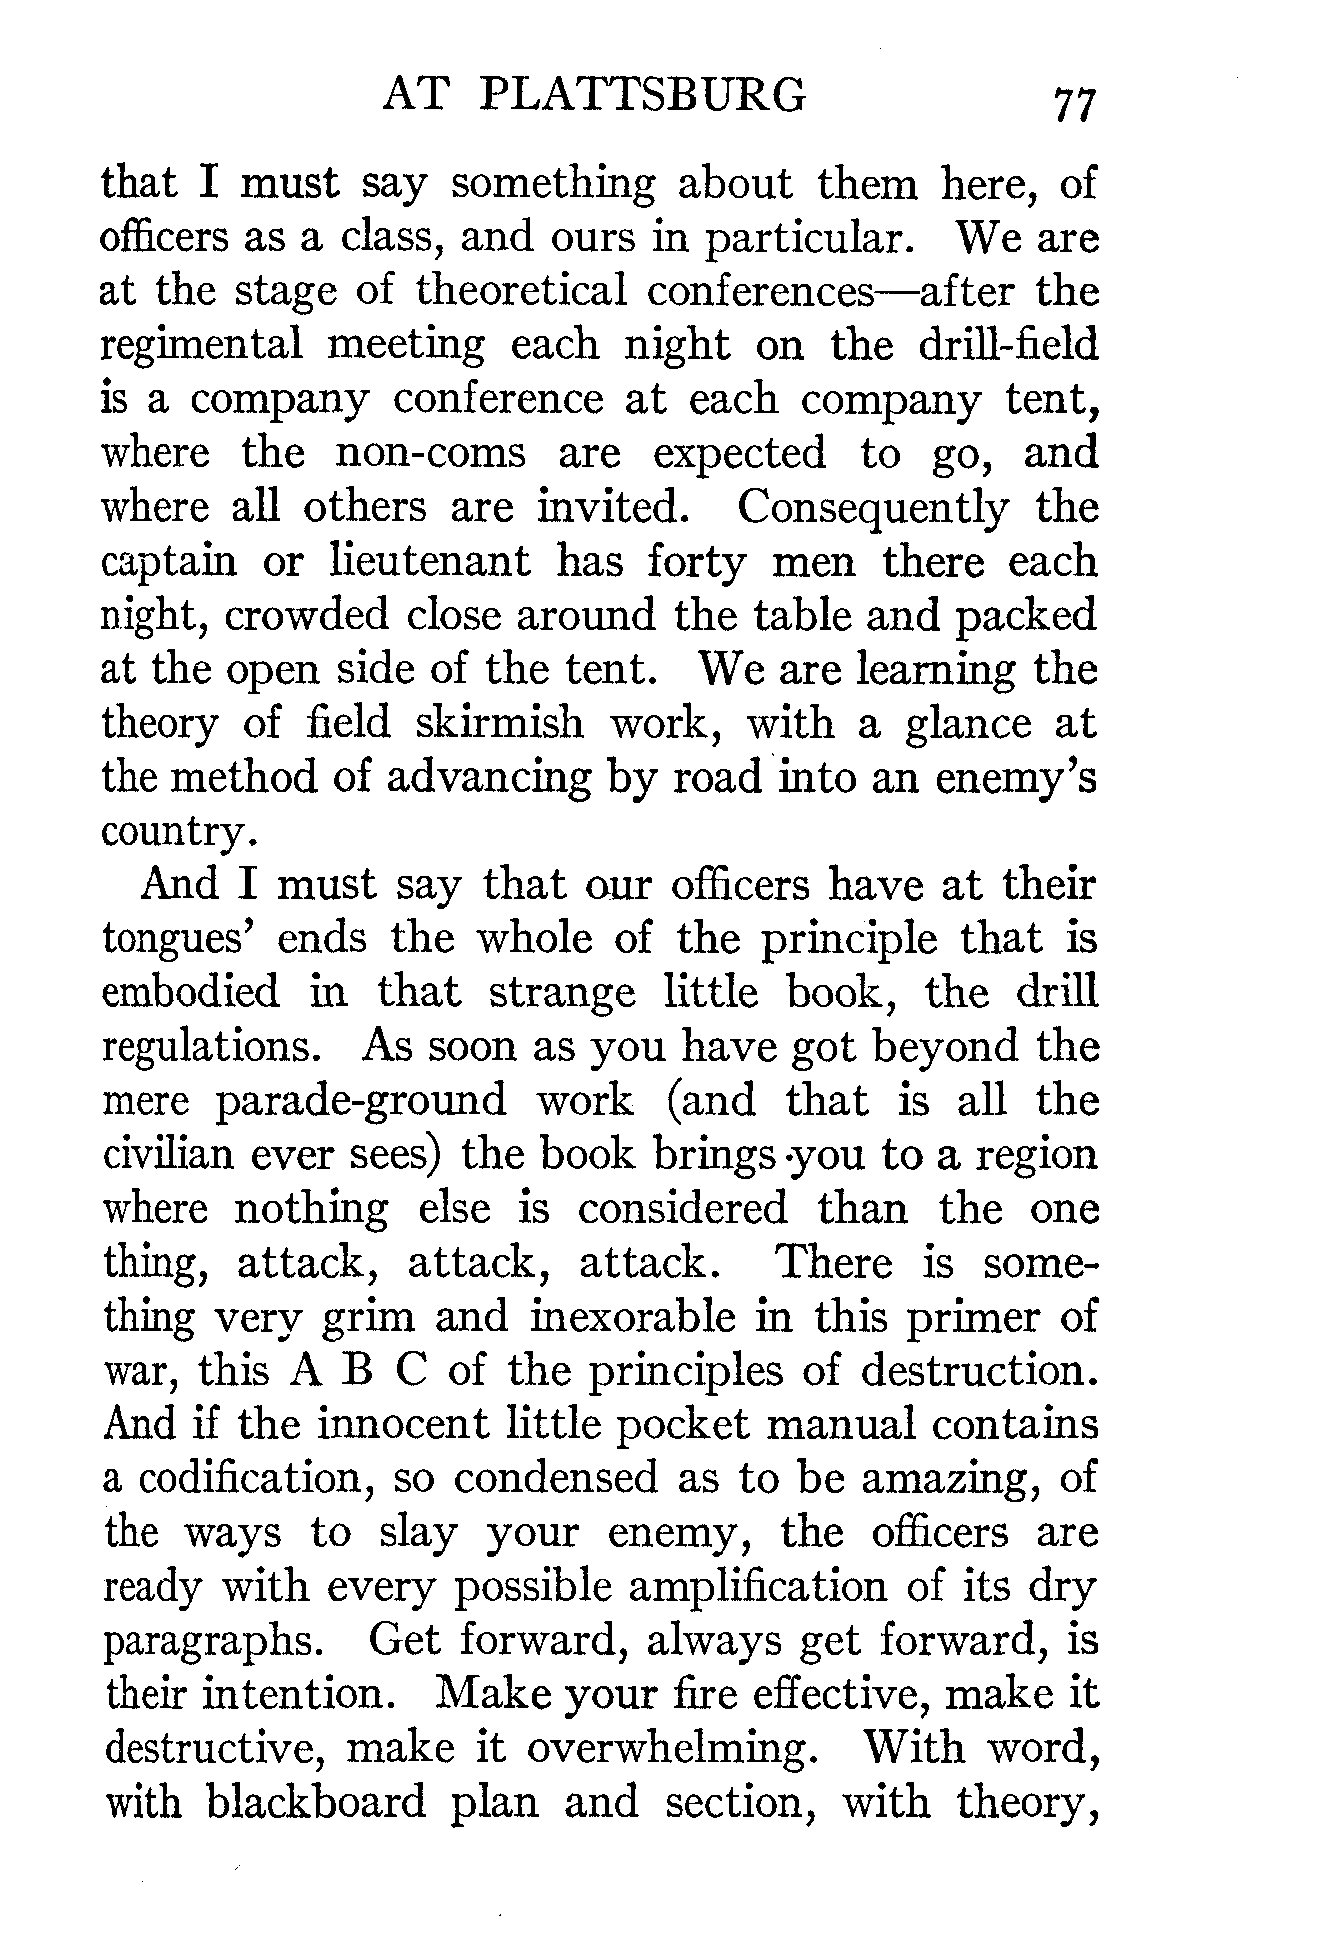 AT PLATTSBURG 77
that I must say something about them here, of
officers as a class, and ours in particular. We are
at the stage of theoretical conferences—after the
regimental meeting each night on the drill-field
is a company conference at each company tent,
where the non-coms are expected to go, and
where all others are invited. Consequently the
captain or lieutenant has forty men there each
night, crowded close around the table and packed
at the open side of the tent. We are learning the
theory of field skirmish work, with a glance at
the method of advancing by road into an enemy's
country.
And I must say that our officers have at their
tongues' ends the whole of the principle that is
embodied in that strange little book, the drill
regulations. As soon as you have got beyond the
mere parade-ground work (and that is all the
civilian ever sees) the book brings you to a region
where nothing else is considered than the one
thing, attack, attack, attack. There is some-
thing very grim and inexorable in this primer of
war, this A B C of the principles of destruction.
And if the innocent little pocket manual contains
a codification, so condensed as to be amazing, of
the ways to slay your enemy, the officers are
ready with every possible amplification of its dry
paragraphs. Get forward, always get forward, is
their intention. Make your fire effective, make it
destructive, make it overwhelming. With word,
with blackboard plan and section, with theory,